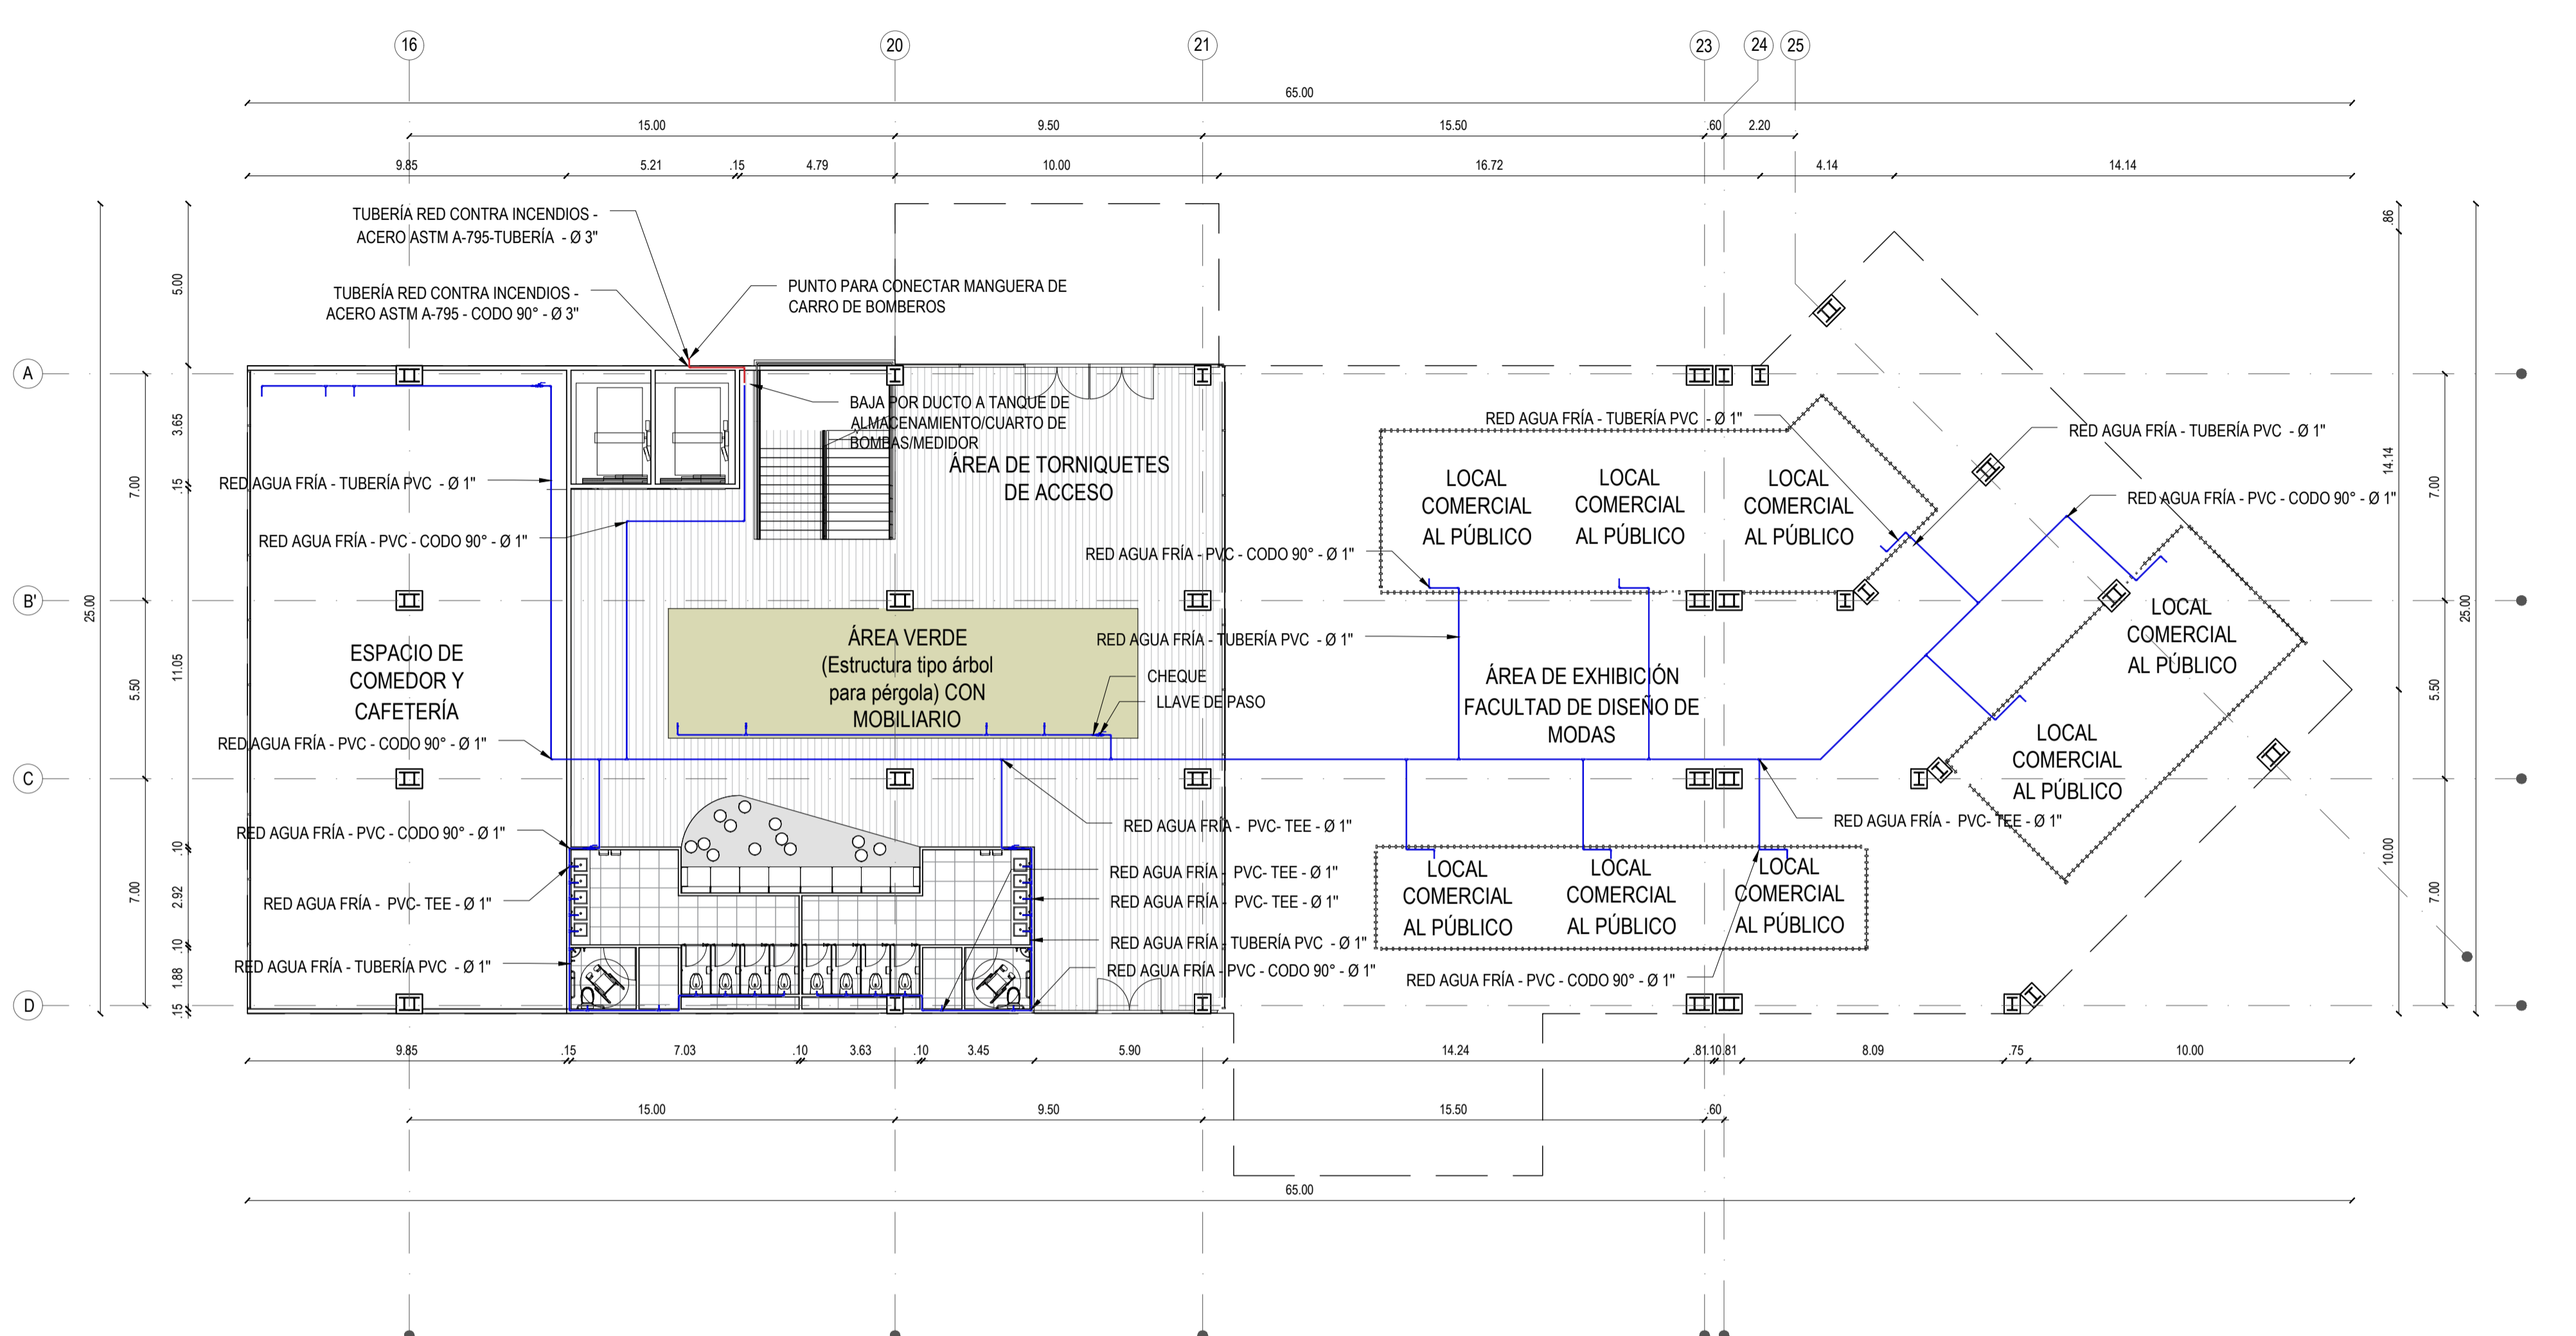 16
20
21
23
24
25
65.00
15.00
9.50
15.50
.60
2.20
9.85
5.21
.15
4.79
10.00
16.72
4.14
14.14
TUBERÍA RED CONTRA INCENDIOS -
ACERO ASTM A-795-TUBERÍA - Ø 3"
TUBERÍA RED CONTRA INCENDIOS -
ACERO ASTM A-795 - CODO 90° - Ø 3"
PUNTO PARA CONECTAR MANGUERA DE
CARRO DE BOMBEROS
BAJA POR DUCTO A TANQUE DE
ALMACENAMIENTO/CUARTO DE
BOMBAS/MEDIDOR
ÁREA DE TORNIQUETES
DE ACCESO
A
B'
C
D
25.00
7.00
5.50
7.00
5.00
3.65
.15
11.05
.10
2.92
.10
1.88
.15
RED AGUA FRÍA - TUBERÍA PVC - Ø 1"
RED AGUA FRÍA - PVC - CODO 90° - Ø 1"
ESPACIO DE
COMEDOR Y
CAFETERÍA
RED AGUA FRÍA - PVC - CODO 90° - Ø 1"
RED AGUA FRÍA - PVC - CODO 90° - Ø 1"
RED AGUA FRÍA - PVC- TEE - Ø 1"
RED AGUA FRÍA - TUBERÍA PVC - Ø 1"
ÁREA VERDE
(Estructura tipo árbol
para pérgola) CON
MOBILIARIO
CHEQUE
LLAVE DE PASO
RED AGUA FRÍA - PVC - CODO 90° - Ø 1"
RED AGUA FRÍA - TUBERÍA PVC - Ø 1"
RED AGUA FRÍA - PVC- TEE - Ø 1"
RED AGUA FRÍA - PVC- TEE - Ø 1"
RED AGUA FRÍA - PVC- TEE - Ø 1"
RED AGUA FRÍA - TUBERÍA PVC - Ø 1"
RED AGUA FRÍA - PVC - CODO 90° - Ø 1"
RED AGUA FRÍA - TUBERÍA PVC - Ø 1"
RED AGUA FRÍA - TUBERÍA PVC - Ø 1"
RED AGUA FRÍA - PVC - CODO 90° - Ø 1"
LOCAL
COMERCIAL
AL PÚBLICO
LOCAL
COMERCIAL
AL PÚBLICO
LOCAL
COMERCIAL
AL PÚBLICO
ÁREA DE EXHIBICIÓN
FACULTAD DE DISEÑO DE
MODAS
LOCAL
COMERCIAL
AL PÚBLICO
LOCAL
COMERCIAL
AL PÚBLICO
RED AGUA FRÍA - PVC- TEE - Ø 1"
LOCAL
COMERCIAL
AL PÚBLICO
LOCAL
COMERCIAL
AL PÚBLICO
LOCAL
COMERCIAL
AL PÚBLICO
RED AGUA FRÍA - PVC - CODO 90° - Ø 1"
.86
14.14
10.00
7.00
5.50
7.00
25.00
9.85
.15
7.03
.10
3.63
.10
3.45
5.90
14.24
.81
.10
.81
8.09
.75
10.00
15.00
9.50
15.50
.60
65.00